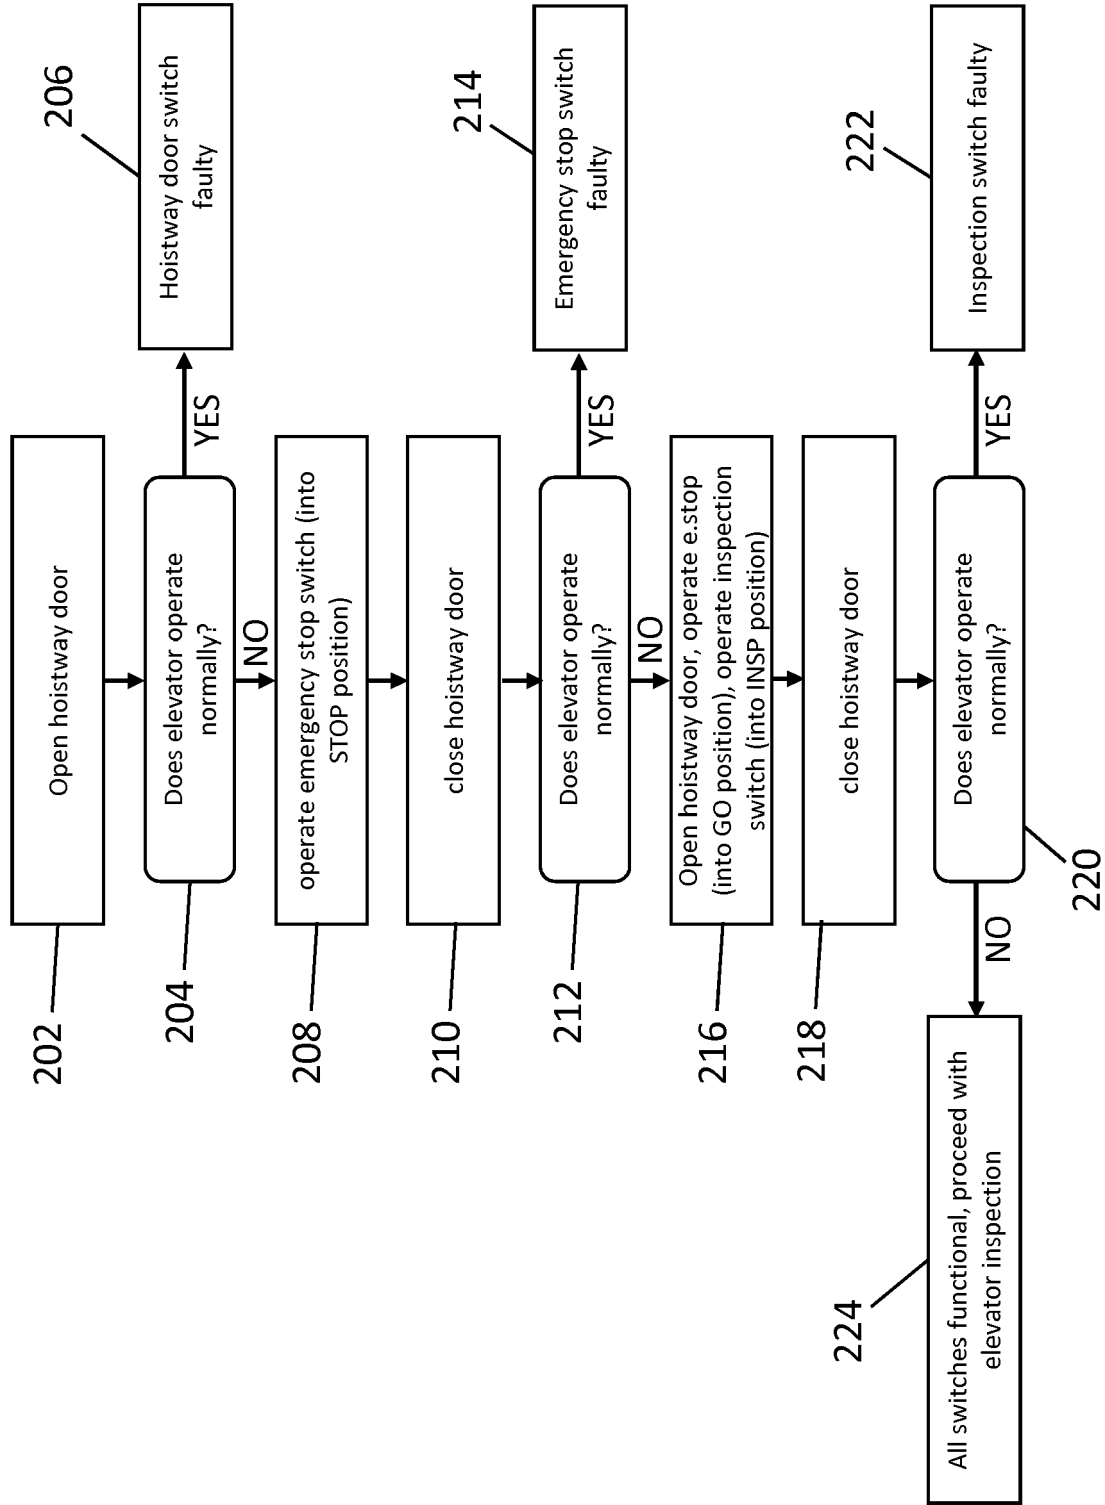 202
Open hoistway door
204
Does elevator operate
normally?
YES
206
Hoistway door switch
faulty
NO
208
operate emergency stop switch (into
STOP position)
210
close hoistway door
212
Does elevator operate
normally?
YES
214
Emergency stop switch
faulty
NO
216
Open hoistway door, operate e.stop
(into GO position), operate inspection
switch (into INSP position)
218
close hoistway door
220
Does elevator operate
normally?
YES
222
Inspection switch faulty
NO
224
All switches functional, proceed with
elevator inspection